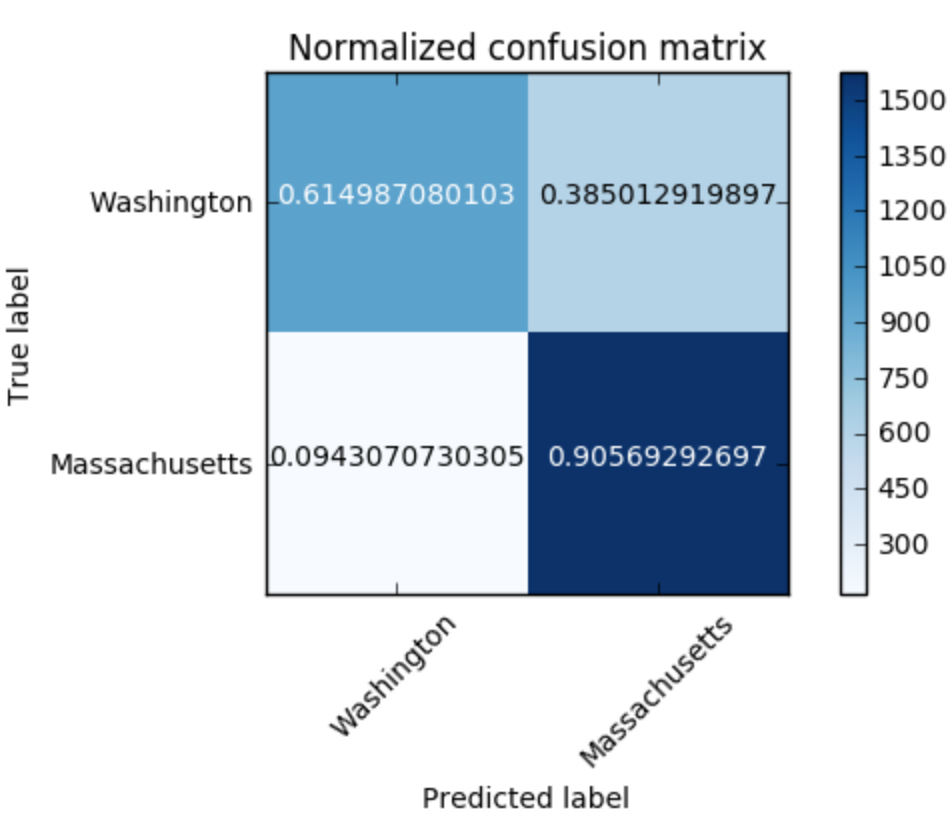 Normalized confusion matrix
Washington
0.614987080103
0.385012919897
Massachusetts
0.0943070730305
0.90569292697
True label
Washington
Massachusetts
Predicted label
1500
1350
1200
1050
900
750
600
450
300